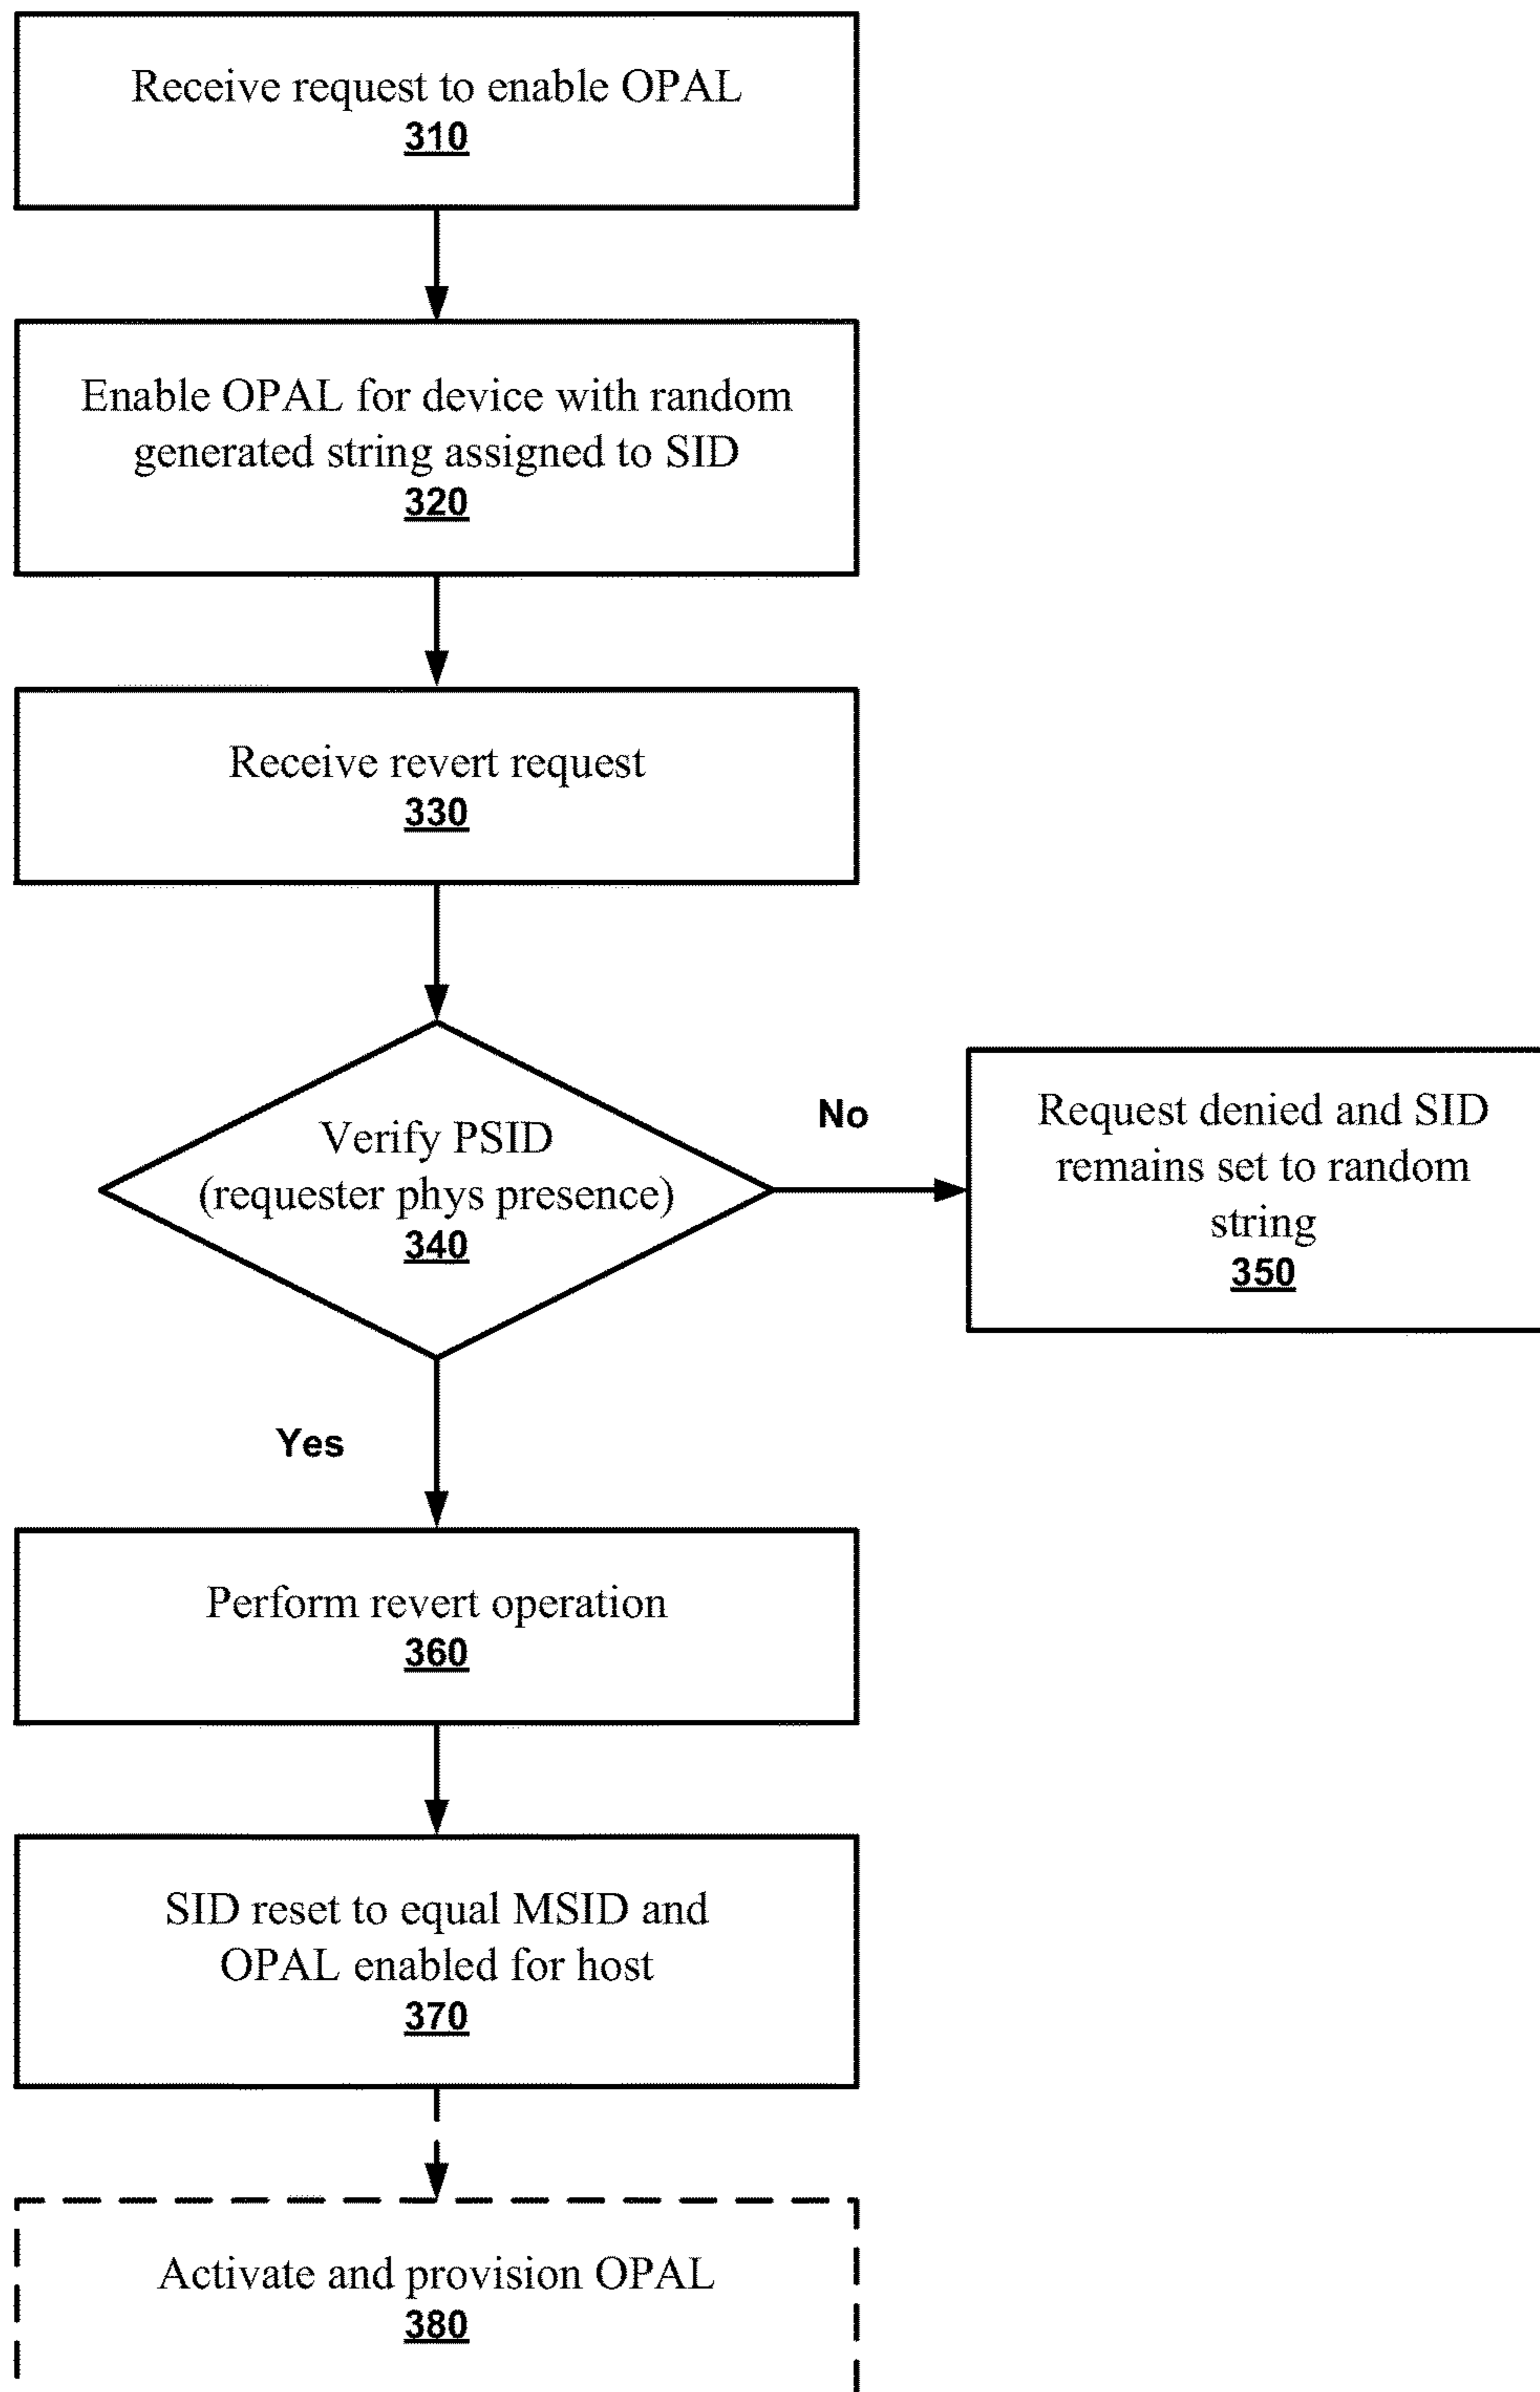 Receive request to enable OPAL
310
Enable OPAL for device with random
generated string assigned to SID
320
Receive revert request
330
Verify PSID
(requester phys presence)
340
No
Request denied and SID
remains set to random
string
350
Yes
Perform revert operation
360
SID reset to equal MSID and
OPAL enabled for host
370
Activate and provision OPAL
380